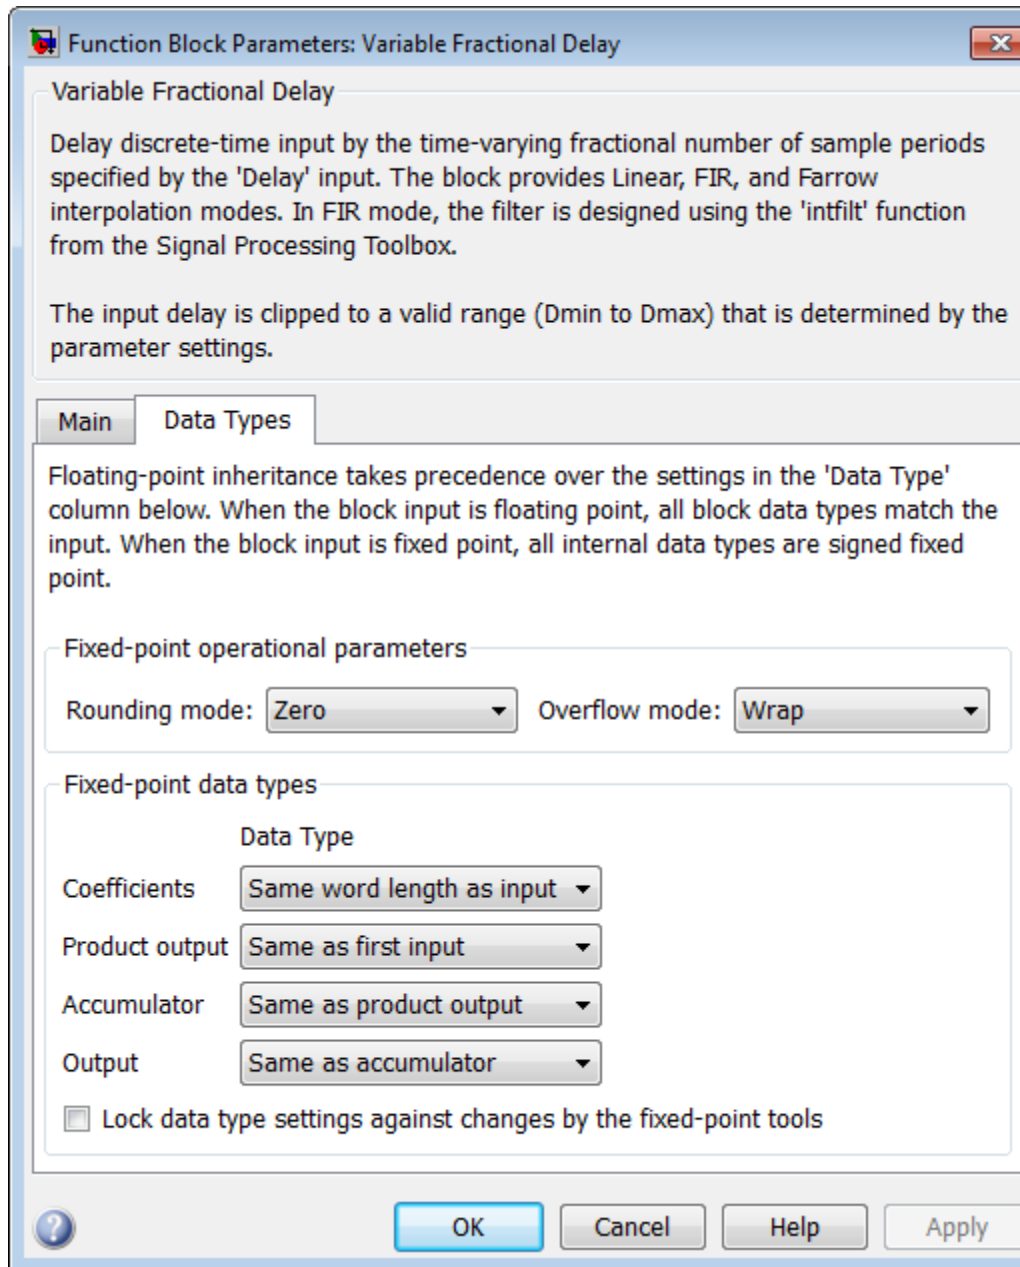 Function Block Parameters: Variable Fractional Delay
Variable Fractional Delay
Delay discrete-time input by the time-varying fractional number of sample periods
specified by the 'Delay' input. The block provides Linear, FIR, and Farrow
interpolation modes. In FIR mode, the filter is designed using the 'intfilt' function
from the Signal Processing Toolbox.
The input delay is clipped to a valid range (Dmin to Dmax) that is determined by the
parameter settings.
Main Data Types
Floating-point inheritance takes precedence over the settings in the 'Data Type'
column below. When the block input is floating point, all block data types match the
input. When the block input is fixed point, all internal data types are signed fixed
point.
Fixed-point operational parameters
Rounding mode: Zero Overflow mode: Wrap
Fixed-point data types
Data Type
Coefficients Same word length as input
Product output Same as first input
Accumulator Same as product output
Output Same as accumulator
Lock data type settings against changes by the fixed-point tools
? OK Cancel Help Apply